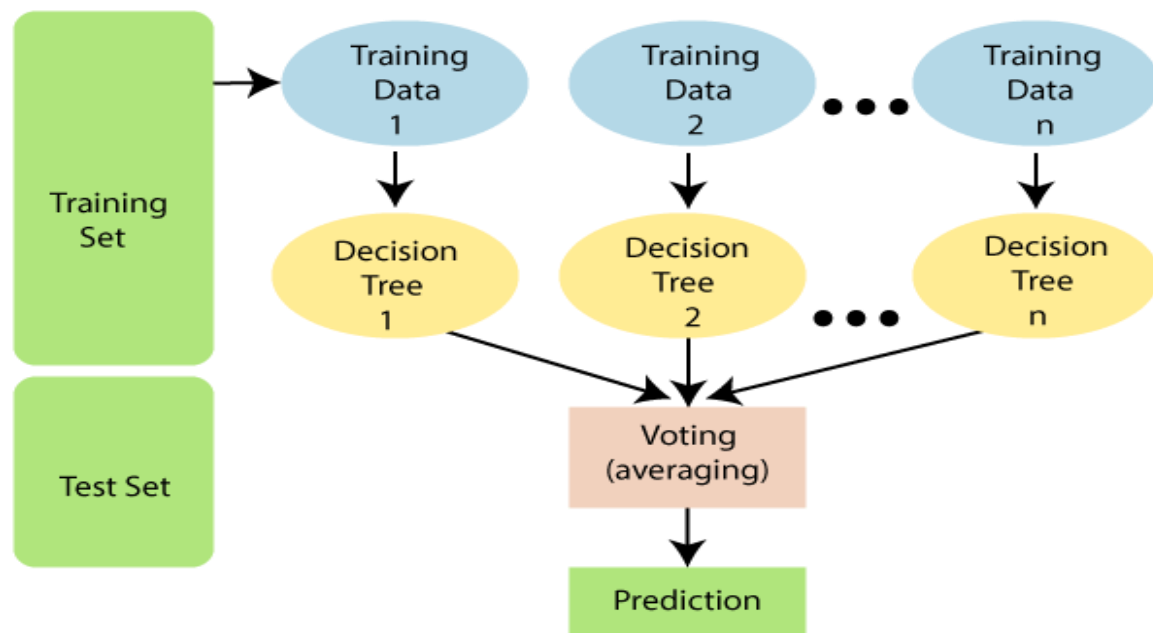 Training
Set
Test Set
Training
Data
1
Training
Data
2
Training
Data
n
Decision
Tree
1
Decision
Tree
2
Decision
Tree
n
Voting
(averaging)
Prediction